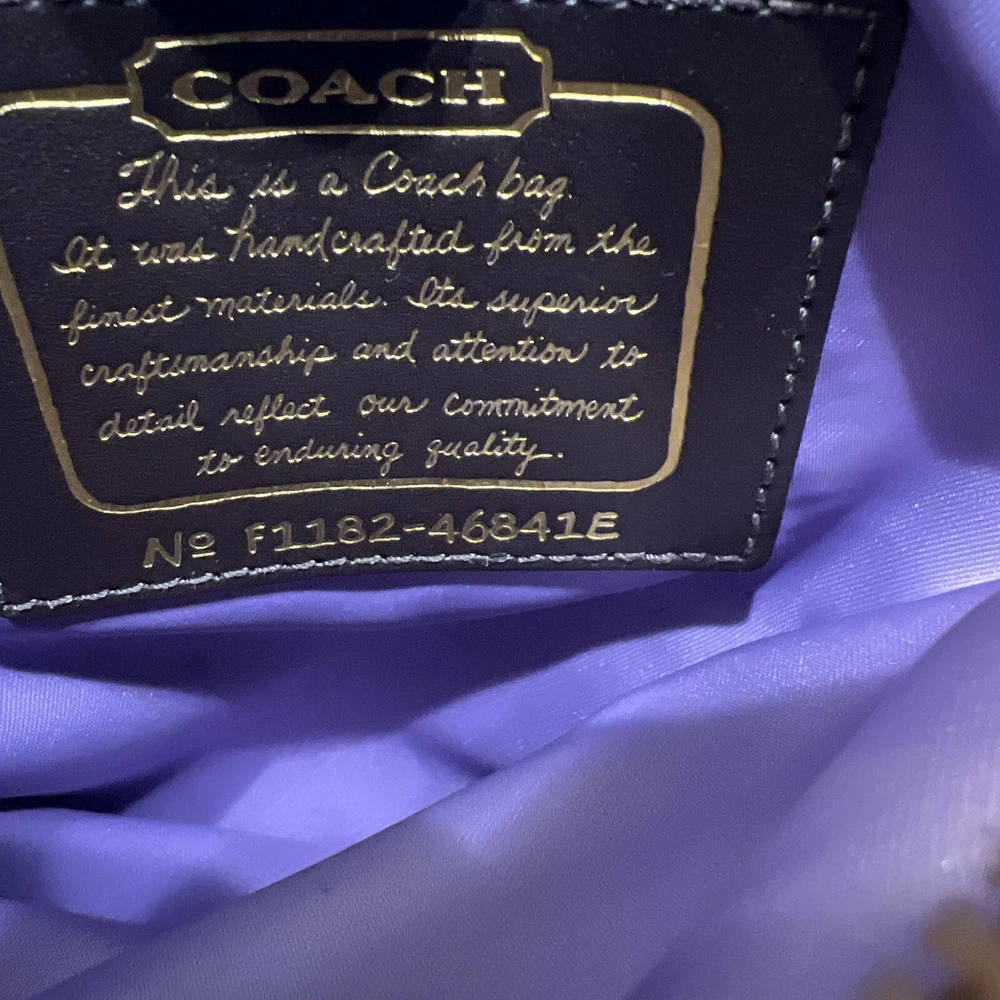 COACH
This is a Coach bag.
It was handcrafted from the
finest materials. Its superior
craftsmanship and attention to
detail reflect our commitment
to enduring quality.
Nº F1182-46841E